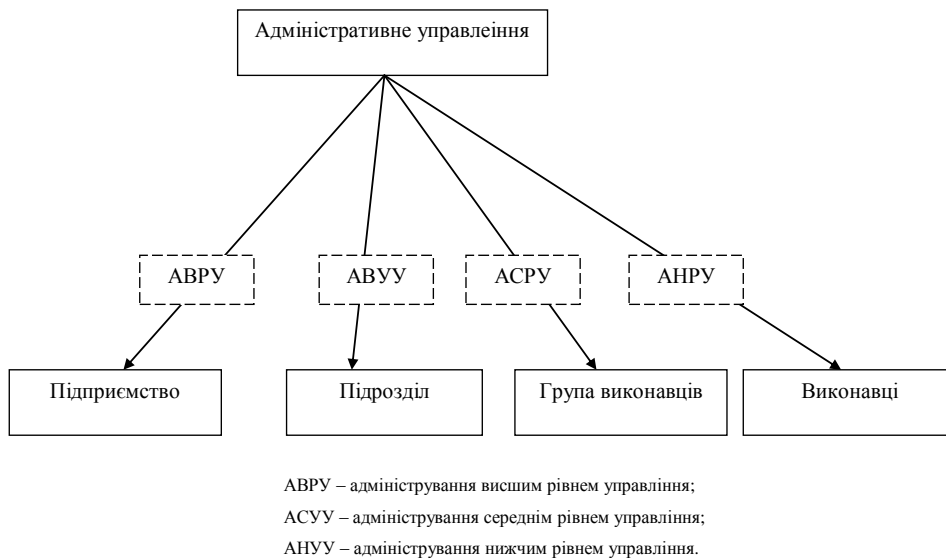 Адміністративне управлеіння
АВРУ
АВУУ
АСРУ
АНРУ
Підприємство
Підрозділ
Група виконавців
Виконавці
АВРУ – адміністрування висшим рівнем управління;
АСУУ – адміністрування середнім рівнем управління;
АНУУ – адміністрування нижчим рівнем управління.